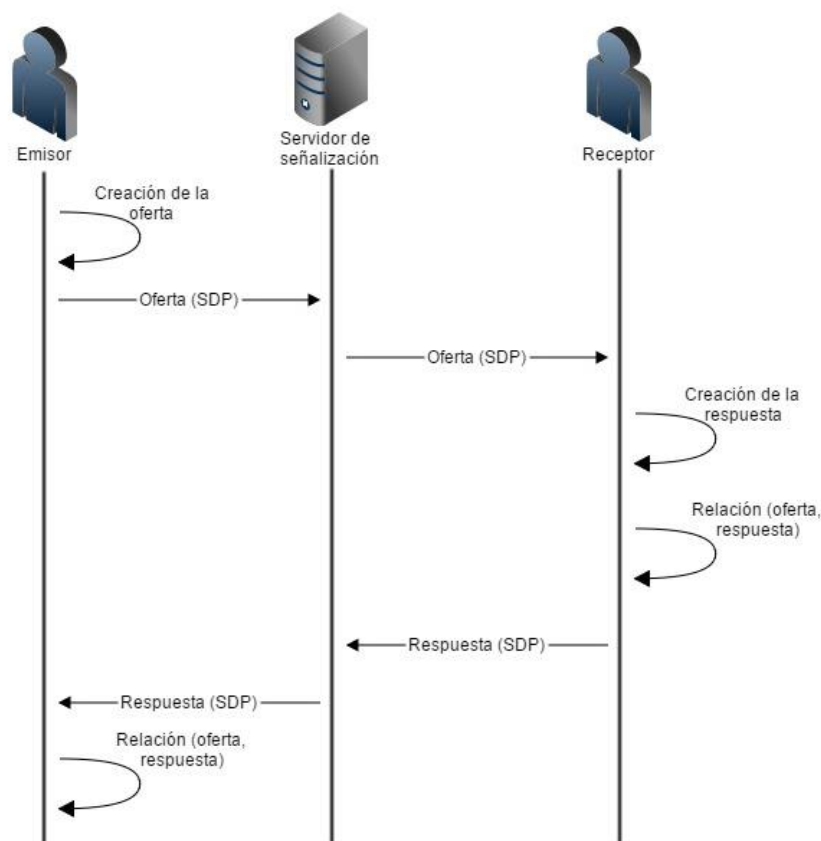 Emisor
Servidor de
señalización
Receptor
Creación de la
oferta
Oferta (SDP)
Oferta (SDP)
Creación de la
respuesta
Relación (oferta,
respuesta)
Respuesta (SDP)
Respuesta (SDP)
Relación (oferta,
respuesta)